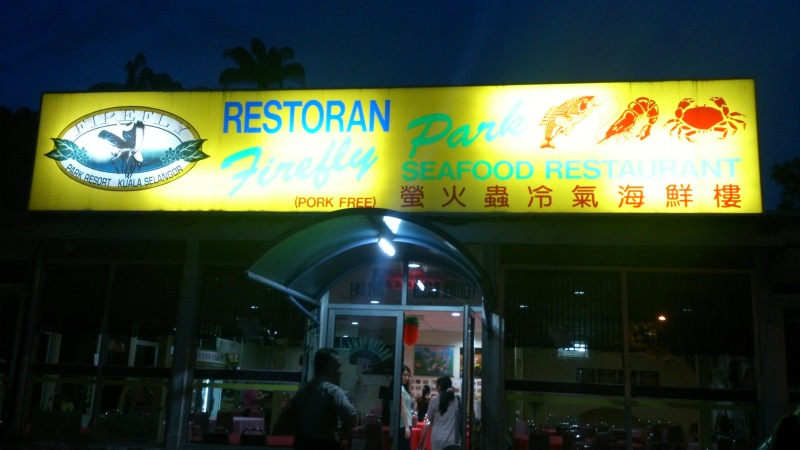 FIREFLY
PARK RESORT KUALA SELANGOR
RESTORAN
Firefly Park
SEAFOOD RESTAURANT
(PORK FREE)
螢火蟲冷氣海鮮樓